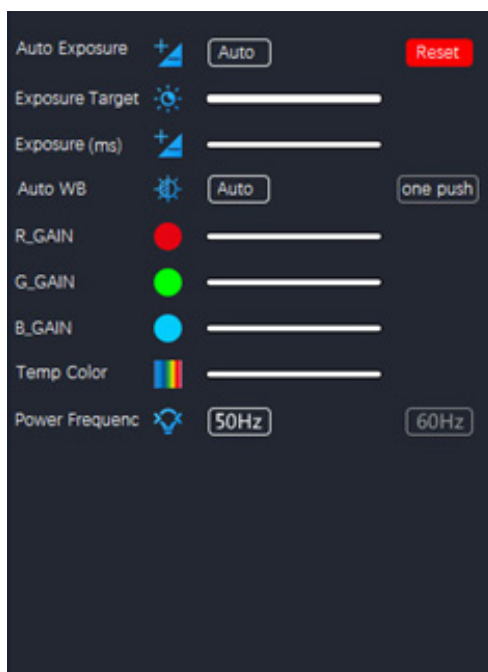 Auto Exposure Auto Reset
Exposure Target
Exposure (ms)
Auto WB Auto one push
R_GAIN
G_GAIN
B_GAIN
Temp Color
Power Frequenc 50Hz 60Hz